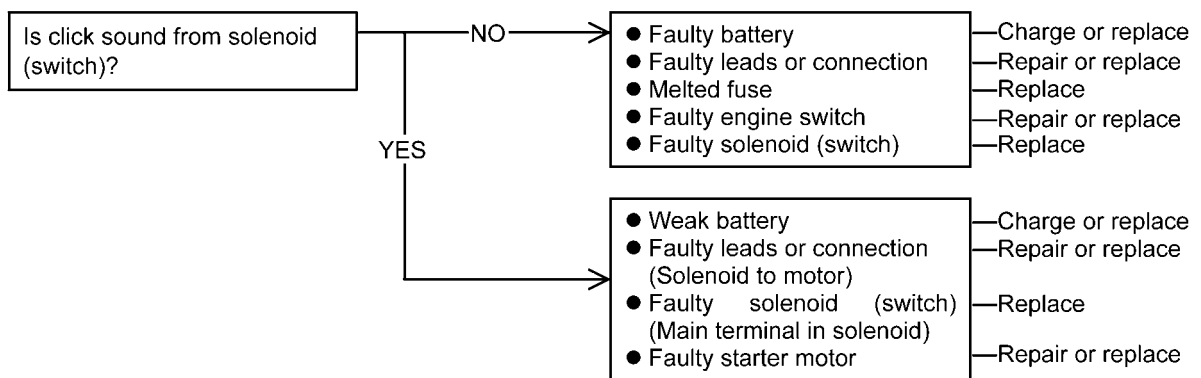 Is click sound from solenoid
(switch)?
NO
● Faulty battery
Charge or replace
● Faulty leads or connection
Repair or replace
● Melted fuse
Replace
● Faulty engine switch
Repair or replace
● Faulty solenoid (switch)
Replace
YES
● Weak battery
Charge or replace
● Faulty leads or connection
Repair or replace
(Solenoid to motor)
● Faulty solenoid (switch)
Replace
(Main terminal in solenoid)
● Faulty starter motor
Repair or replace